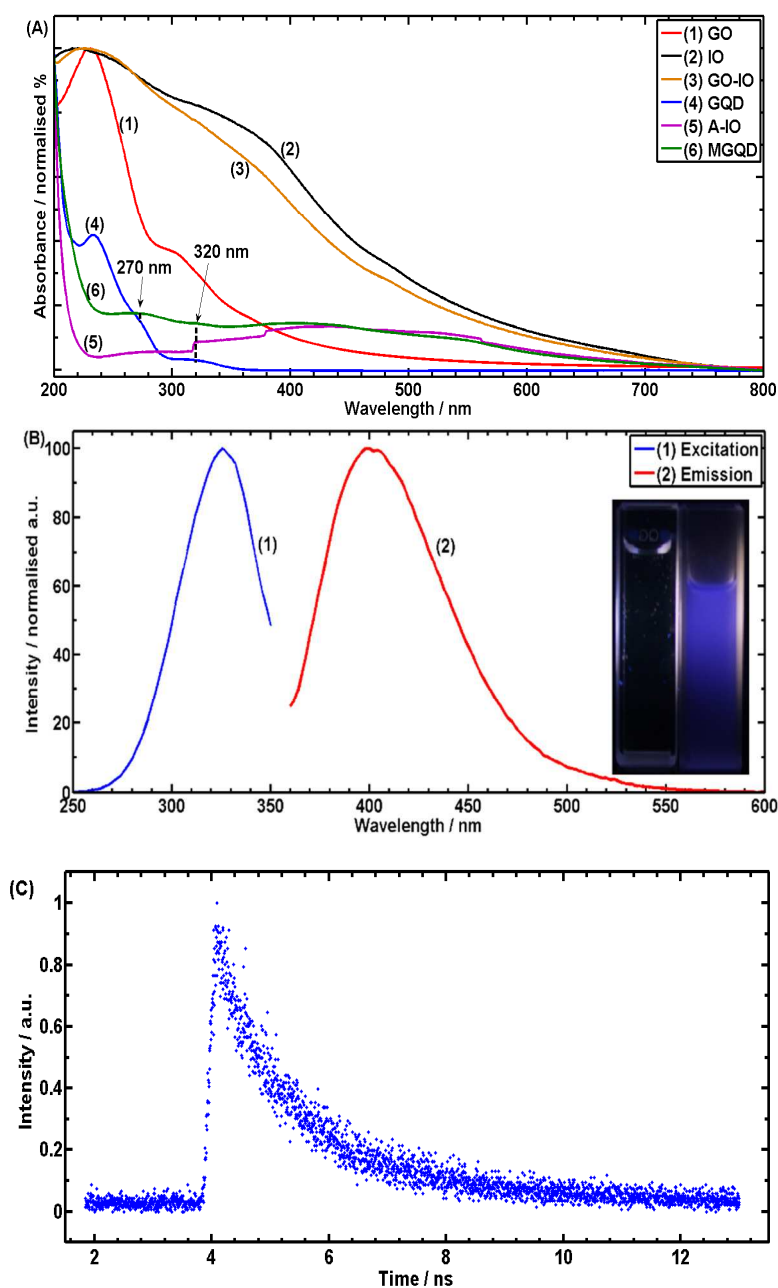 (A)
Absorbance / normalised %
(1) GO
(2) IO
(3) GO-IO
(4) GQD
(5) A-IO
(6) MGQD
(1)
(2)
(3)
(4)
320 nm
270 nm
(6)
(5)
200 300 400 500 600 700 800
Wavelength / nm
(B)
Intensity / normalised a.u.
100
80
60
40
20
0
(1) Excitation
(2) Emission
(1)
(2)
250 300 350 400 450 500 550 600
Wavelength / nm
(C)
Intensity / a.u.
1
0.8
0.6
0.4
0.2
0
2 4 6 8 10 12
Time / ns